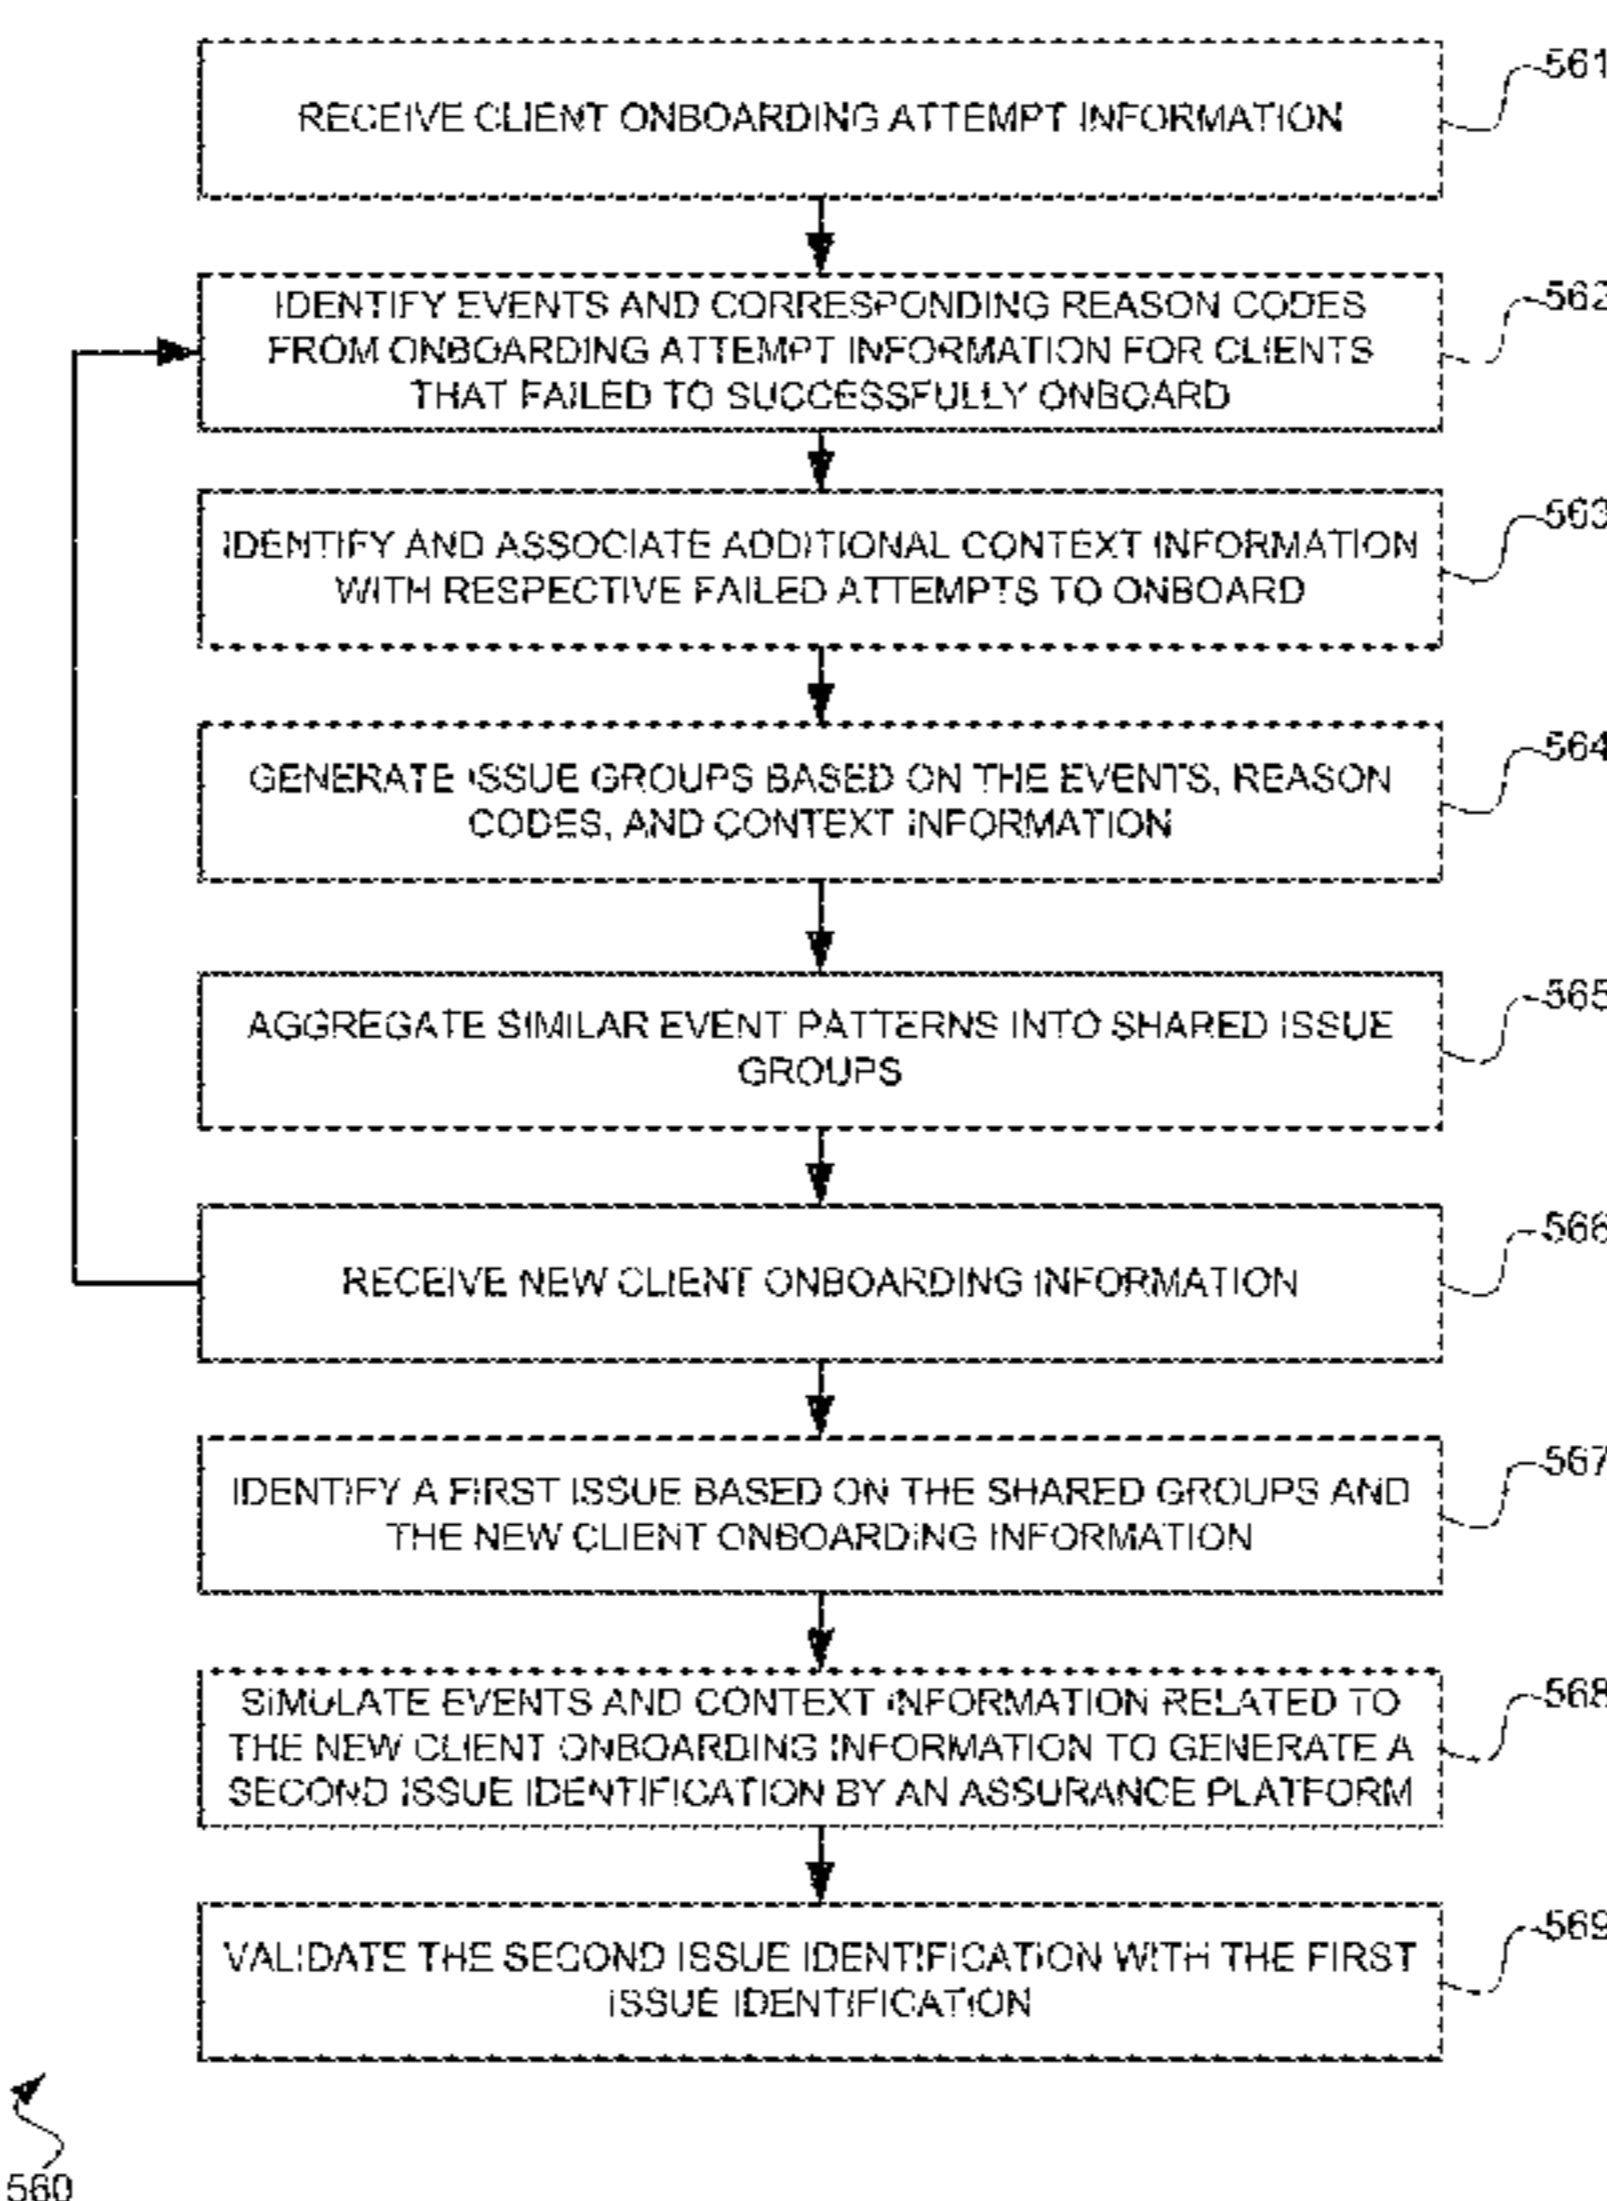 RECEIVE CLIENT ONBOARDING ATTEMPT INFORMATION
561
IDENTIFY EVENTS AND CORRESPONDING REASON CODES
FROM ONBOARDING ATTEMPT INFORMATION FOR CLIENTS
THAT FAILED TO SUCCESSFULLY ONBOARD
562
IDENTIFY AND ASSOCIATE ADDITIONAL CONTEXT INFORMATION
WITH RESPECTIVE FAILED ATTEMPTS TO ONBOARD
563
GENERATE ISSUE GROUPS BASED ON THE EVENTS, REASON
CODES, AND CONTEXT INFORMATION
564
AGGREGATE SIMILAR EVENT PATTERNS INTO SHARED ISSUE
GROUPS
565
RECEIVE NEW CLIENT ONBOARDING INFORMATION
566
IDENTIFY A FIRST ISSUE BASED ON THE SHARED GROUPS AND
THE NEW CLIENT ONBOARDING INFORMATION
567
SIMULATE EVENTS AND CONTEXT INFORMATION RELATED TO
THE NEW CLIENT ONBOARDING INFORMATION TO GENERATE A
SECOND ISSUE IDENTIFICATION BY AN ASSURANCE PLATFORM
568
VALIDATE THE SECOND ISSUE IDENTIFICATION WITH THE FIRST
ISSUE IDENTIFICATION
569
560